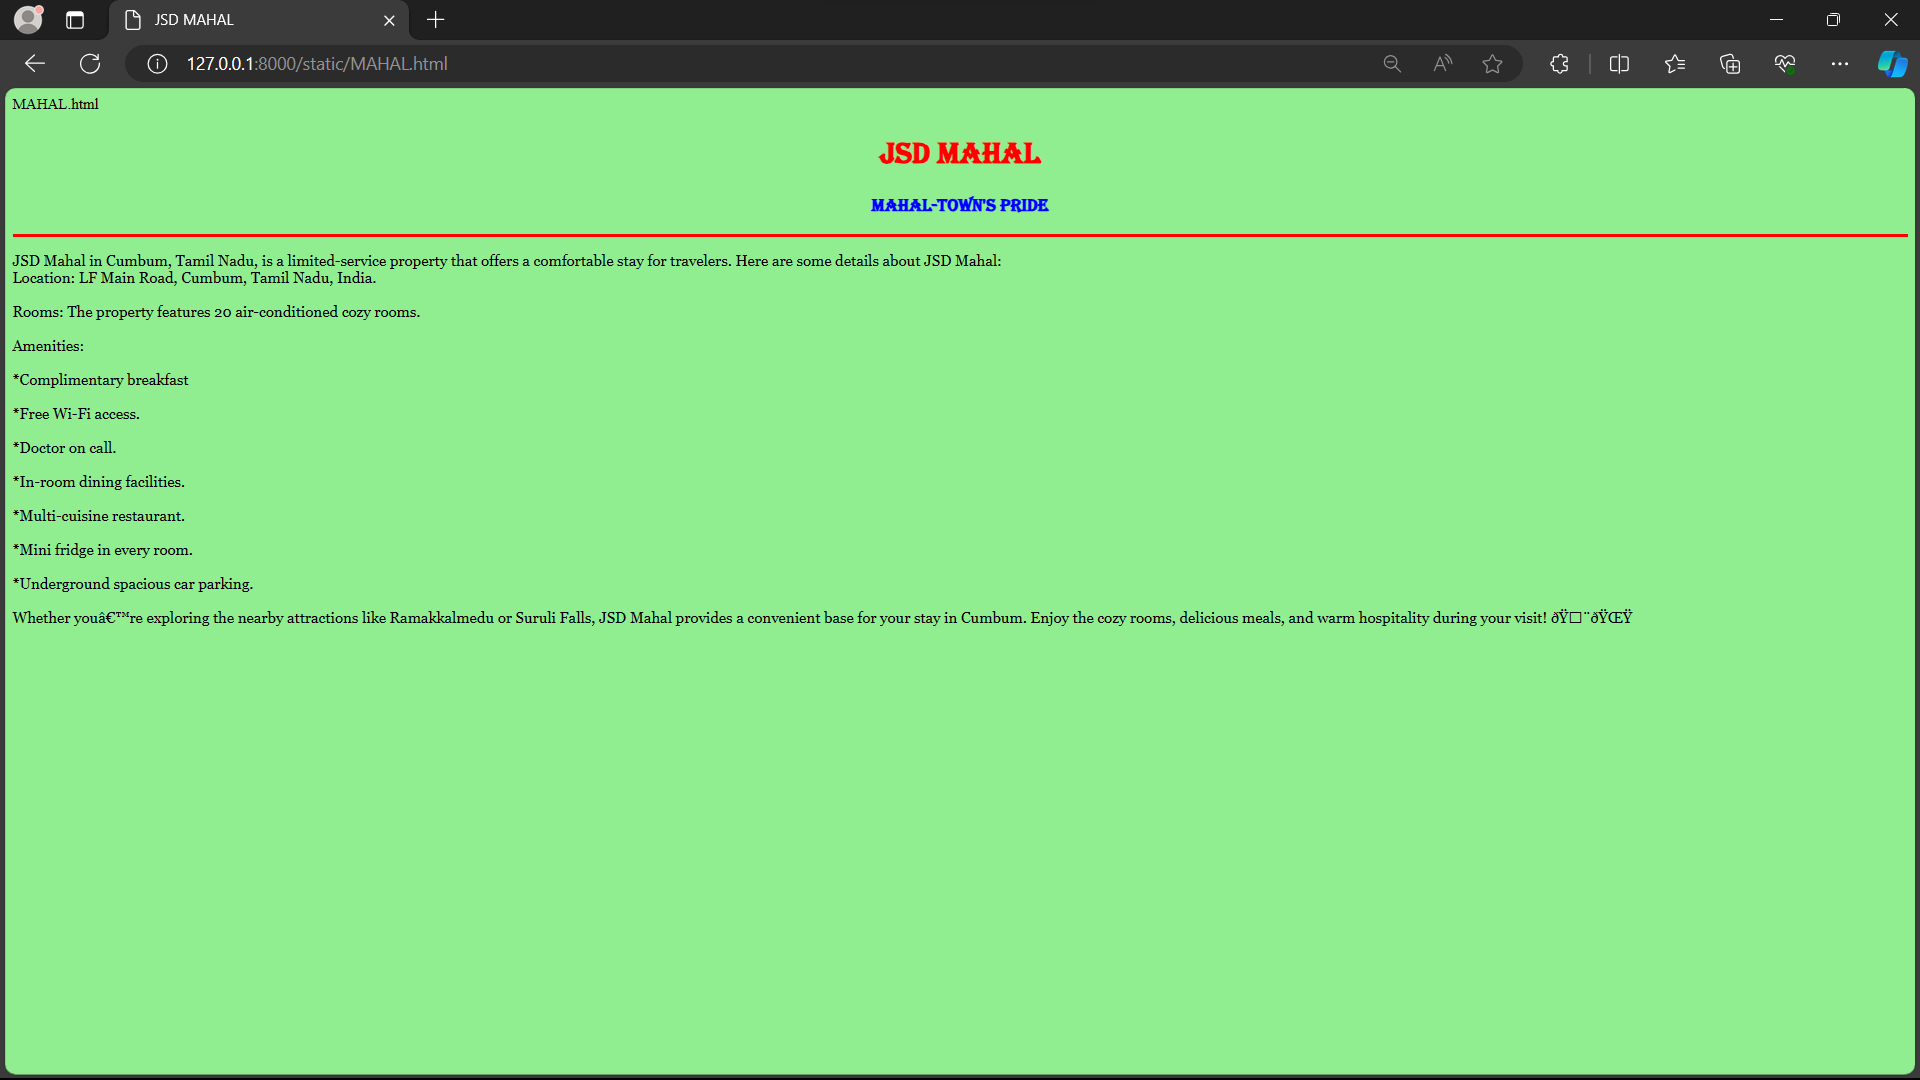 JSD MAHAL
127.0.0.1:8000/static/MAHAL.html
MAHAL.html
JSD MAHAL
MAHAL-TOWN'S PRIDE
JSD Mahal in Cumbum, Tamil Nadu, is a limited-service property that offers a comfortable stay for travelers. Here are some details about JSD Mahal:
Location: LF Main Road, Cumbum, Tamil Nadu, India.
Rooms: The property features 20 air-conditioned cozy rooms.
Amenities:
*Complimentary breakfast
*Free Wi-Fi access.
*Doctor on call.
*In-room dining facilities.
*Multi-cuisine restaurant.
*Mini fridge in every room.
*Underground spacious car parking.
Whether youâ€™re exploring the nearby attractions like Ramakkalmedu or Suruli Falls, JSD Mahal provides a convenient base for your stay in Cumbum. Enjoy the cozy rooms, delicious meals, and warm hospitality during your visit! ðŸ□¨ðŸŒŸ